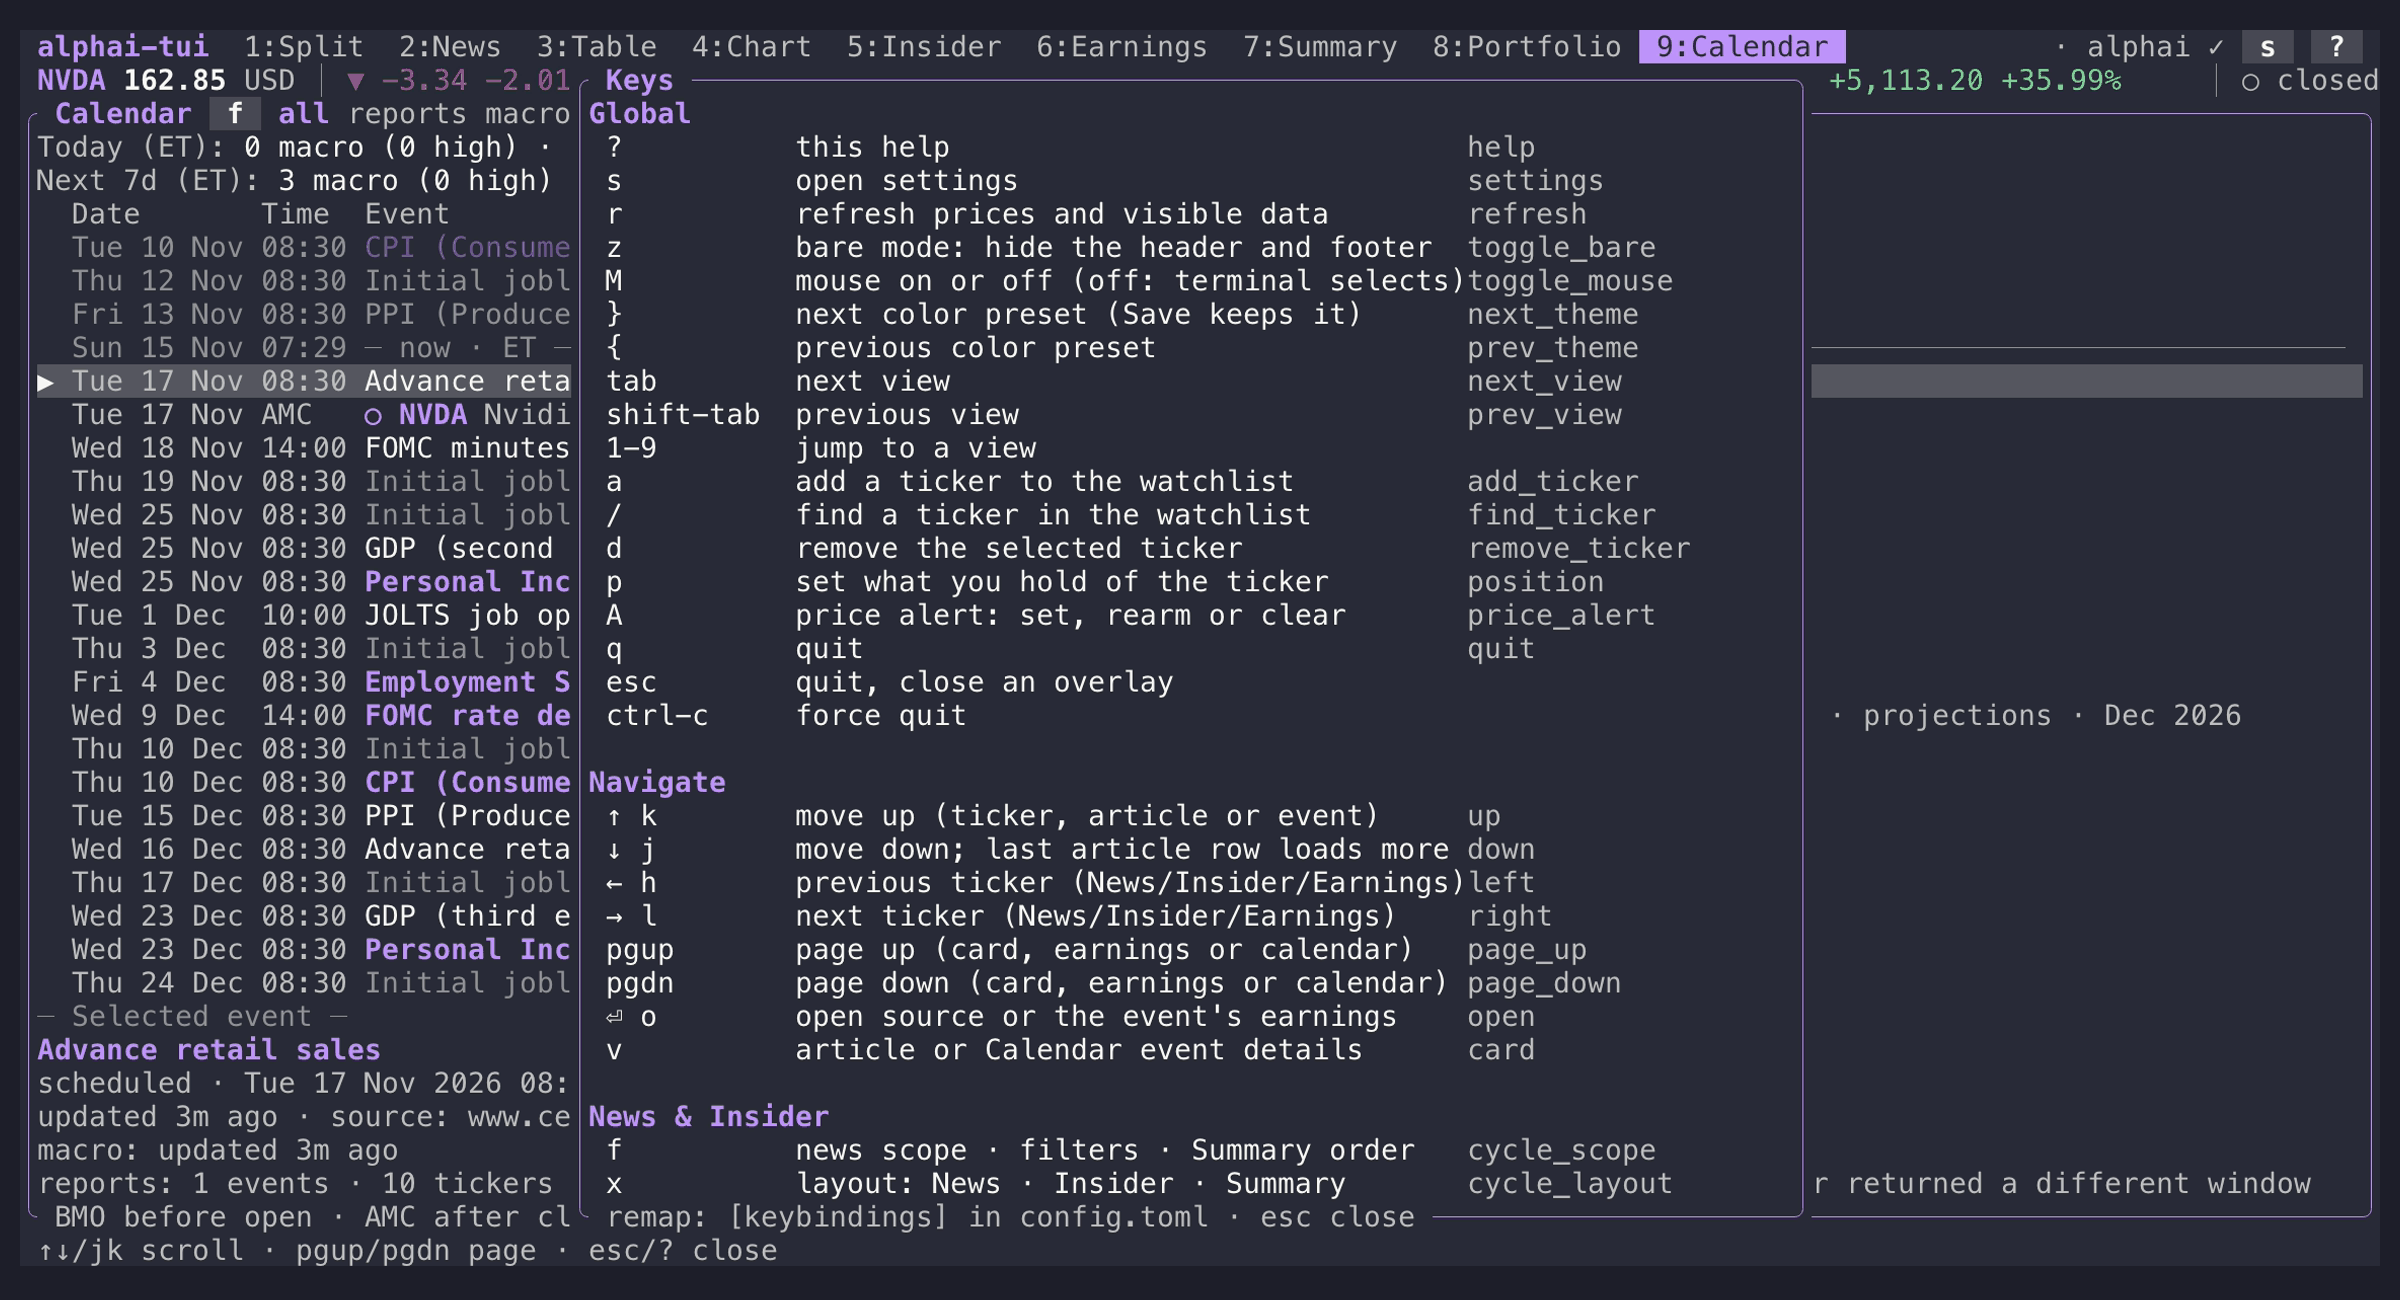 alphai-tui 1:Split 2:News 3:Table 4:Chart 5:Insider 6:Earnings 7:Summary 8:Portfolio 9:Calendar · alphai ✓ s ?
NVDA 162.85 USD │ ▼ −3.34 −2.01 Keys +5,113.20 +35.99% │ ○ closed
Calendar f all reports macro Global
Today (ET): 0 macro (0 high) · ? this help help
Next 7d (ET): 3 macro (0 high) s open settings settings
Date Time Event r refresh prices and visible data refresh
Tue 10 Nov 08:30 CPI (Consume z bare mode: hide the header and footer toggle_bare
Thu 12 Nov 08:30 Initial jobl M mouse on or off (off: terminal selects) toggle_mouse
Fri 13 Nov 08:30 PPI (Produce } next color preset (Save keeps it) next_theme
Sun 15 Nov 07:29 — now · ET — { previous color preset prev_theme
▶ Tue 17 Nov 08:30 Advance reta tab next view next_view
Tue 17 Nov AMC ○ NVDA Nvidi shift-tab previous view prev_view
Wed 18 Nov 14:00 FOMC minutes 1-9 jump to a view
Thu 19 Nov 08:30 Initial jobl a add a ticker to the watchlist add_ticker
Wed 25 Nov 08:30 Initial jobl / find a ticker in the watchlist find_ticker
Wed 25 Nov 08:30 GDP (second d remove the selected ticker remove_ticker
Wed 25 Nov 08:30 Personal Inc p set what you hold of the ticker position
Tue 1 Dec 10:00 JOLTS job op A price alert: set, rearm or clear price_alert
Thu 3 Dec 08:30 Initial jobl q quit quit
Fri 4 Dec 08:30 Employment S esc quit, close an overlay
Wed 9 Dec 14:00 FOMC rate de ctrl-c force quit · projections · Dec 2026
Thu 10 Dec 08:30 Initial jobl
Thu 10 Dec 08:30 CPI (Consume Navigate
Tue 15 Dec 08:30 PPI (Produce ↑ k move up (ticker, article or event) up
Wed 16 Dec 08:30 Advance reta ↓ j move down; last article row loads more down
Thu 17 Dec 08:30 Initial jobl ← h previous ticker (News/Insider/Earnings) left
Wed 23 Dec 08:30 GDP (third e → l next ticker (News/Insider/Earnings) right
Wed 23 Dec 08:30 Personal Inc pgup page up (card, earnings or calendar) page_up
Thu 24 Dec 08:30 Initial jobl pgdn page down (card, earnings or calendar) page_down
— Selected event — ⏎ o open source or the event's earnings open
Advance retail sales v article or Calendar event details card
scheduled · Tue 17 Nov 2026 08:
updated 3m ago · source: www.ce News & Insider
macro: updated 3m ago f news scope · filters · Summary order cycle_scope
reports: 1 events · 10 tickers x layout: News · Insider · Summary cycle_layout r returned a different window
BMO before open · AMC after cl remap: [keybindings] in config.toml · esc close
↑↓/jk scroll · pgup/pgdn page · esc/? close